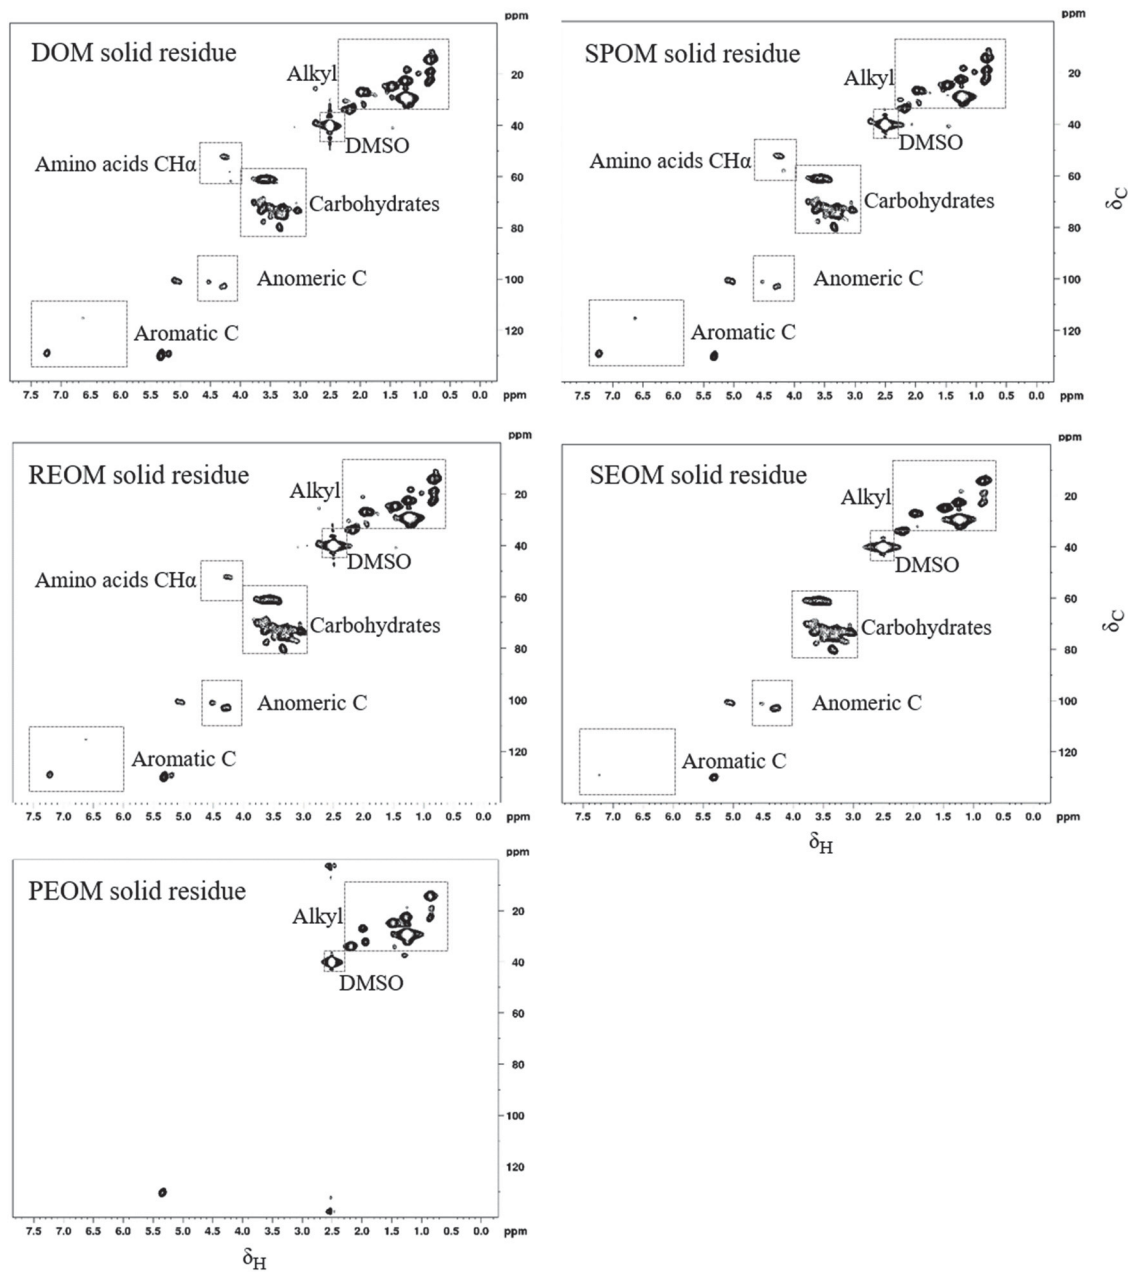 ppm
DOM solid residue
Alkyl
20
40
DMSO
Amino acids CHα
60
Carbohydrates
80
100
Anomeric C
Aromatic C
120
7.5 7.0 6.5 6.0 5.5 5.0 4.5 4.0 3.5 3.0 2.5 2.0 1.5 1.0 0.5 0.0 ppm
ppm
SPOM solid residue
Alkyl
20
40
DMSO
Amino acids CHα
60
Carbohydrates
80
δC
100
Anomeric C
Aromatic C
120
7.5 7.0 6.5 6.0 5.5 5.0 4.5 4.0 3.5 3.0 2.5 2.0 1.5 1.0 0.5 0.0 ppm
ppm
REOM solid residue
Alkyl
20
40
DMSO
Amino acids CHα
60
Carbohydrates
80
100
Anomeric C
Aromatic C
120
7.5 7.0 6.5 6.0 5.5 5.0 4.5 4.0 3.5 3.0 2.5 2.0 1.5 1.0 0.5 0.0 ppm
ppm
SEOM solid residue
Alkyl
20
40
DMSO
60
Carbohydrates
80
δC
100
Anomeric C
Aromatic C
120
7.5 7.0 6.5 6.0 5.5 5.0 4.5 4.0 3.5 3.0 2.5 2.0 1.5 1.0 0.5 0.0 ppm
δH
ppm
PEOM solid residue
Alkyl
20
40
DMSO
60
80
100
120
7.5 7.0 6.5 6.0 5.5 5.0 4.5 4.0 3.5 3.0 2.5 2.0 1.5 1.0 0.5 0.0 ppm
δH